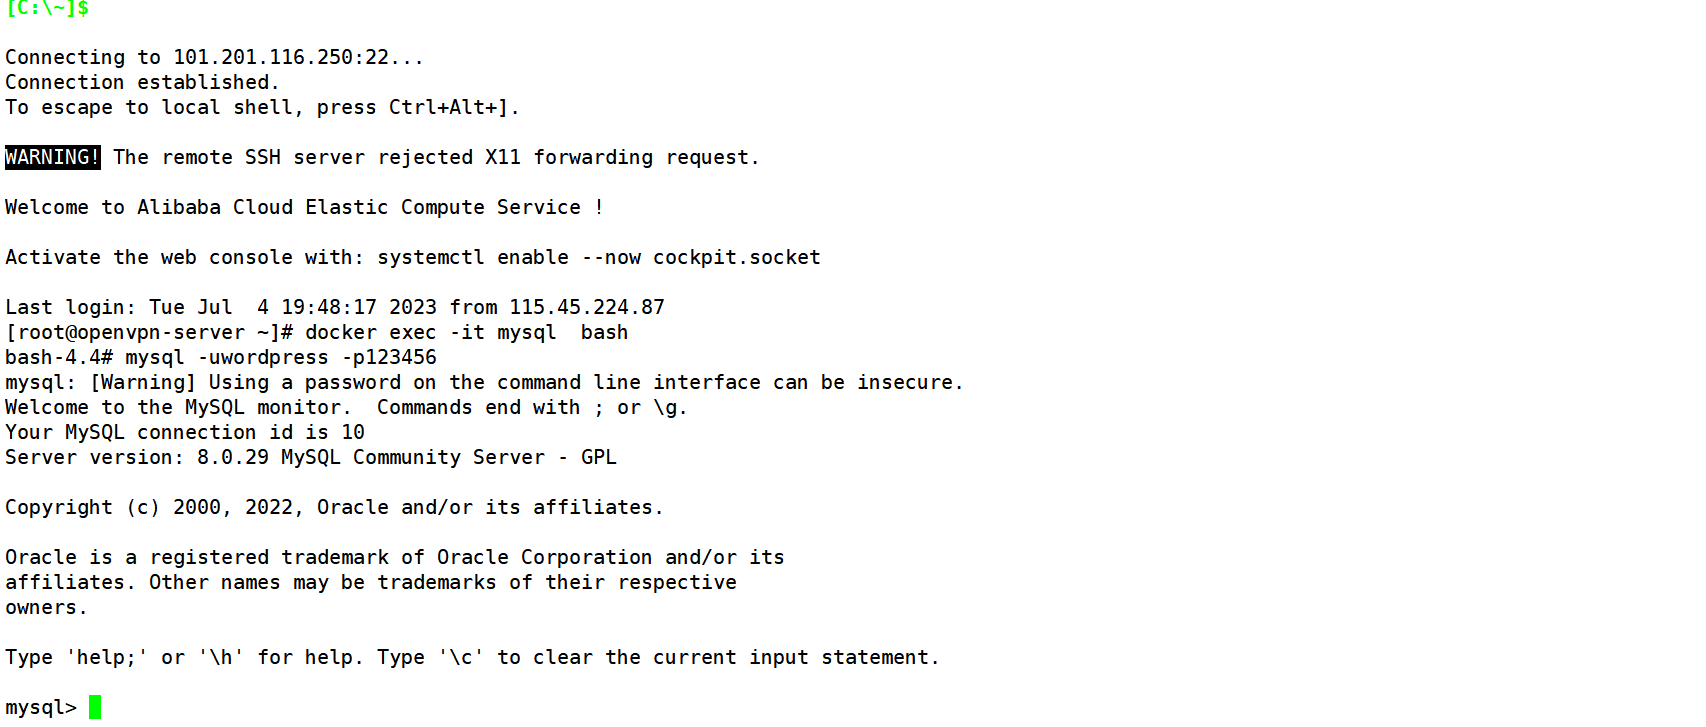 [C:\~]$
Connecting to 101.201.116.250:22...
Connection established.
To escape to local shell, press Ctrl+Alt+].
WARNING! The remote SSH server rejected X11 forwarding request.
Welcome to Alibaba Cloud Elastic Compute Service !
Activate the web console with: systemctl enable --now cockpit.socket
Last login: Tue Jul  4 19:48:17 2023 from 115.45.224.87
[root@openvpn-server ~]# docker exec -it mysql  bash
bash-4.4# mysql -uwordpress -p123456
mysql: [Warning] Using a password on the command line interface can be insecure.
Welcome to the MySQL monitor.  Commands end with ; or \g.
Your MySQL connection id is 10
Server version: 8.0.29 MySQL Community Server - GPL
Copyright (c) 2000, 2022, Oracle and/or its affiliates.
Oracle is a registered trademark of Oracle Corporation and/or its
affiliates. Other names may be trademarks of their respective
owners.
Type 'help;' or '\h' for help. Type '\c' to clear the current input statement.
mysql>